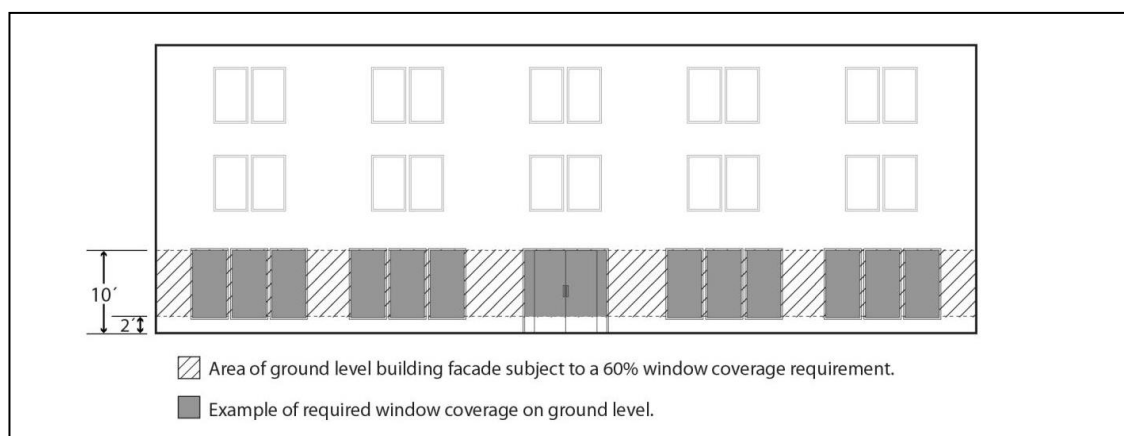 10´
2´
Area of ground level building facade subject to a 60% window coverage requirement.
Example of required window coverage on ground level.